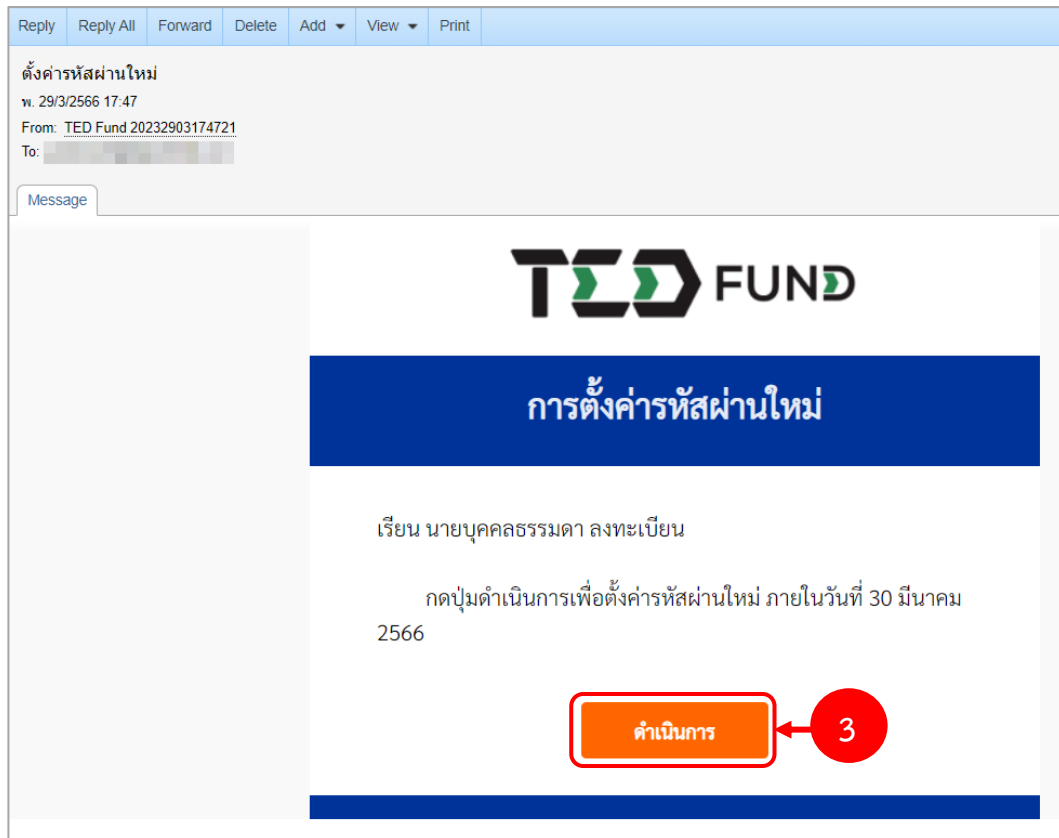 Reply Reply All Forward Delete Add View Print
ตั้งค่ารหัสผ่านใหม่
พ. 29/3/2566 17:47
From: TED Fund 20232903174721
To:
Message
TED FUND
การตั้งค่ารหัสผ่านใหม่
เรียน นายบุคคลธรรมดา ลงทะเบียน
กดปุ่มดำเนินการเพื่อตั้งค่ารหัสผ่านใหม่ ภายในวันที่ 30 มีนาคม
2566
ดำเนินการ 3